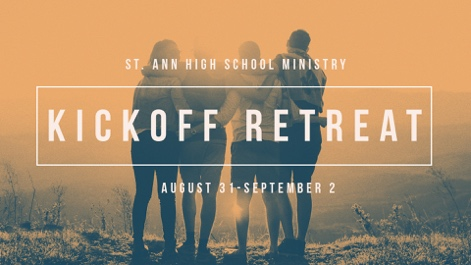 ST. ANN HIGH SCHOOL MINISTRY
KICKOFF RETREAT
AUGUST 31-SEPTEMBER 2